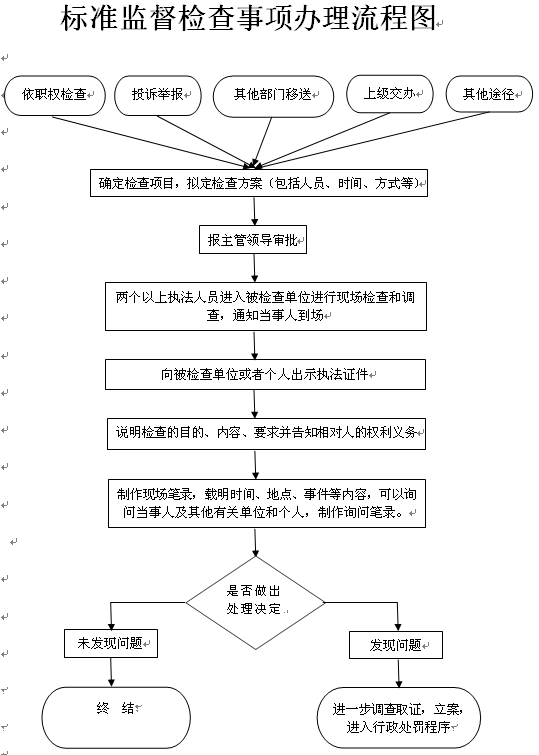 标准监督检查事项办理流程图
依职权检查
投诉举报
其他部门移送
上级交办
其他途径
确定检查项目，拟定检查方案（包括人员、时间、方式等）
报主管领导审批
两个以上执法人员进入被检查单位进行现场检查和调
查，通知当事人到场
向被检查单位或者个人出示执法证件
说明检查的目的、内容、要求并告知相对人的权利义务
制作现场笔录，载明时间、地点、事件等内容，可以询
问当事人及其他有关单位和个人，制作询问笔录。
是否做出
处理决定
未发现问题
发现问题
终 结
进一步调查取证，立案，
进入行政处罚程序